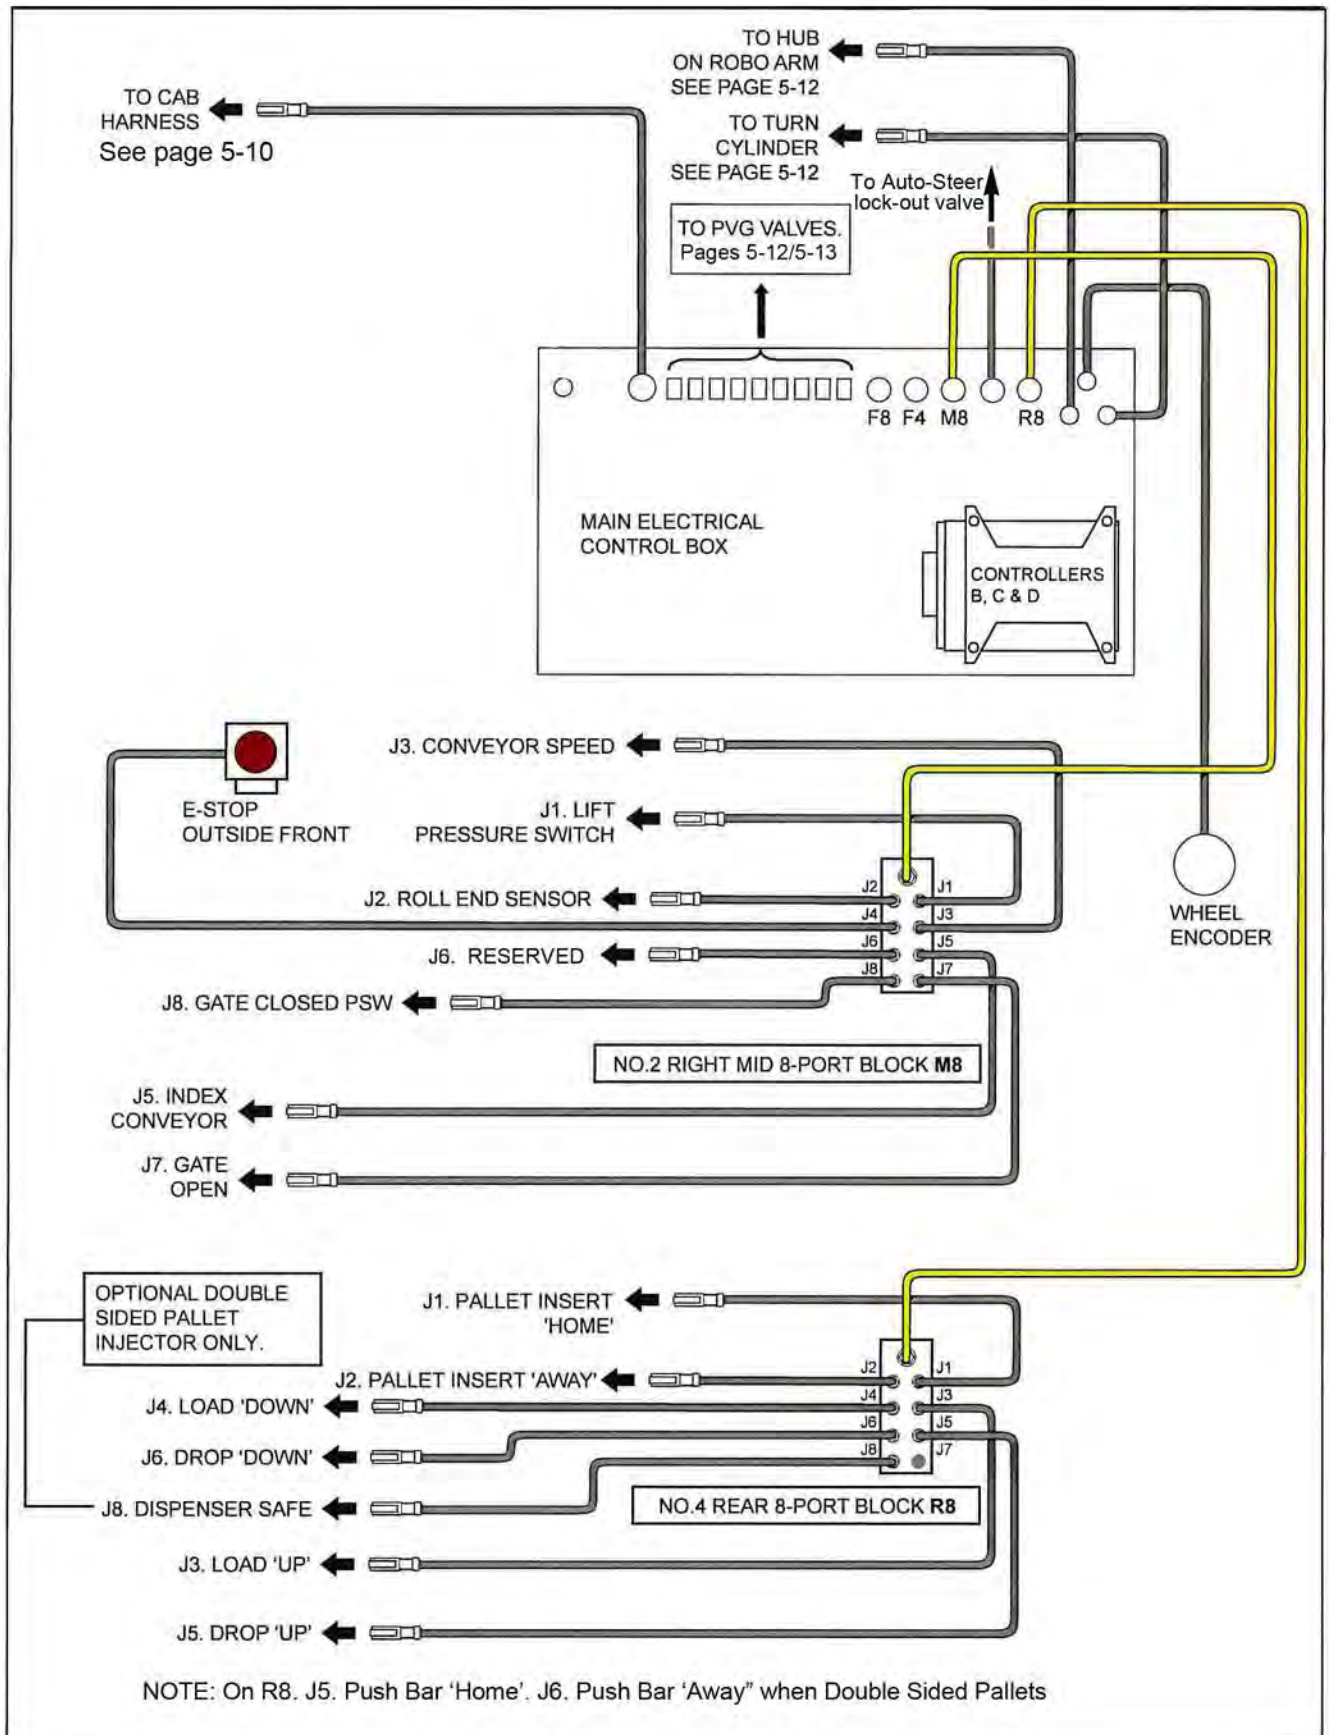 TO HUB
ON ROBO ARM
SEE PAGE 5-12
TO CAB
HARNESS
See page 5-10
TO TURN
CYLINDER
SEE PAGE 5-12
To Auto-Steer
lock-out valve
TO PVG VALVES.
Pages 5-12/5-13
F8 F4 M8 R8
MAIN ELECTRICAL
CONTROL BOX
CONTROLLERS
B, C & D
J3. CONVEYOR SPEED
E-STOP
OUTSIDE FRONT
J1. LIFT
PRESSURE SWITCH
J2. ROLL END SENSOR
J2 J1
J4 J3
J6 J5
J8 J7
WHEEL
ENCODER
J6. RESERVED
J8. GATE CLOSED PSW
NO.2 RIGHT MID 8-PORT BLOCK M8
J5. INDEX
CONVEYOR
J7. GATE
OPEN
OPTIONAL DOUBLE
SIDED PALLET
INJECTOR ONLY.
J1. PALLET INSERT
'HOME'
J2. PALLET INSERT 'AWAY'
J2 J1
J4 J3
J6 J5
J8 J7
J4. LOAD 'DOWN'
J6. DROP 'DOWN'
J8. DISPENSER SAFE
NO.4 REAR 8-PORT BLOCK R8
J3. LOAD 'UP'
J5. DROP 'UP'
NOTE: On R8. J5. Push Bar ‘Home’. J6. Push Bar ‘Away” when Double Sided Pallets